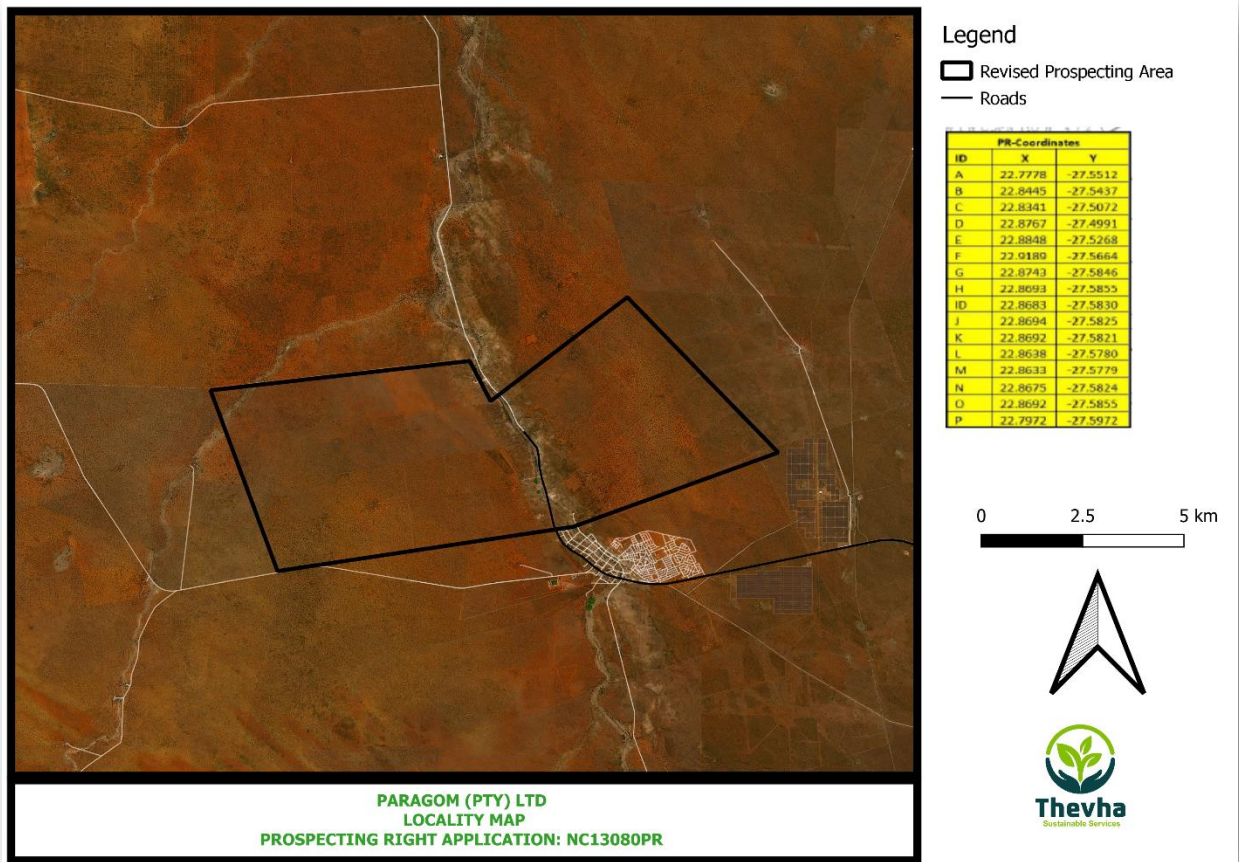 Legend
Revised Prospecting Area
Roads
PR-Coordinates
ID X Y
A 22.7778 -27.5512
B 22.8445 -27.5437
C 22.8341 -27.5072
D 22.8767 -27.4991
E 22.8848 -27.5268
F 22.9189 -27.5664
G 22.8743 -27.5846
H 22.8693 -27.5855
ID 22.8683 -27.5830
J 22.8694 -27.5825
K 22.8692 -27.5821
L 22.8638 -27.5780
M 22.8633 -27.5779
N 22.8675 -27.5824
O 22.8692 -27.5855
P 22.7972 -27.5972
0 2.5 5 km
Thevha
Sustainable Services
PARAGOM (PTY) LTD
LOCALITY MAP
PROSPECTING RIGHT APPLICATION: NC13080PR